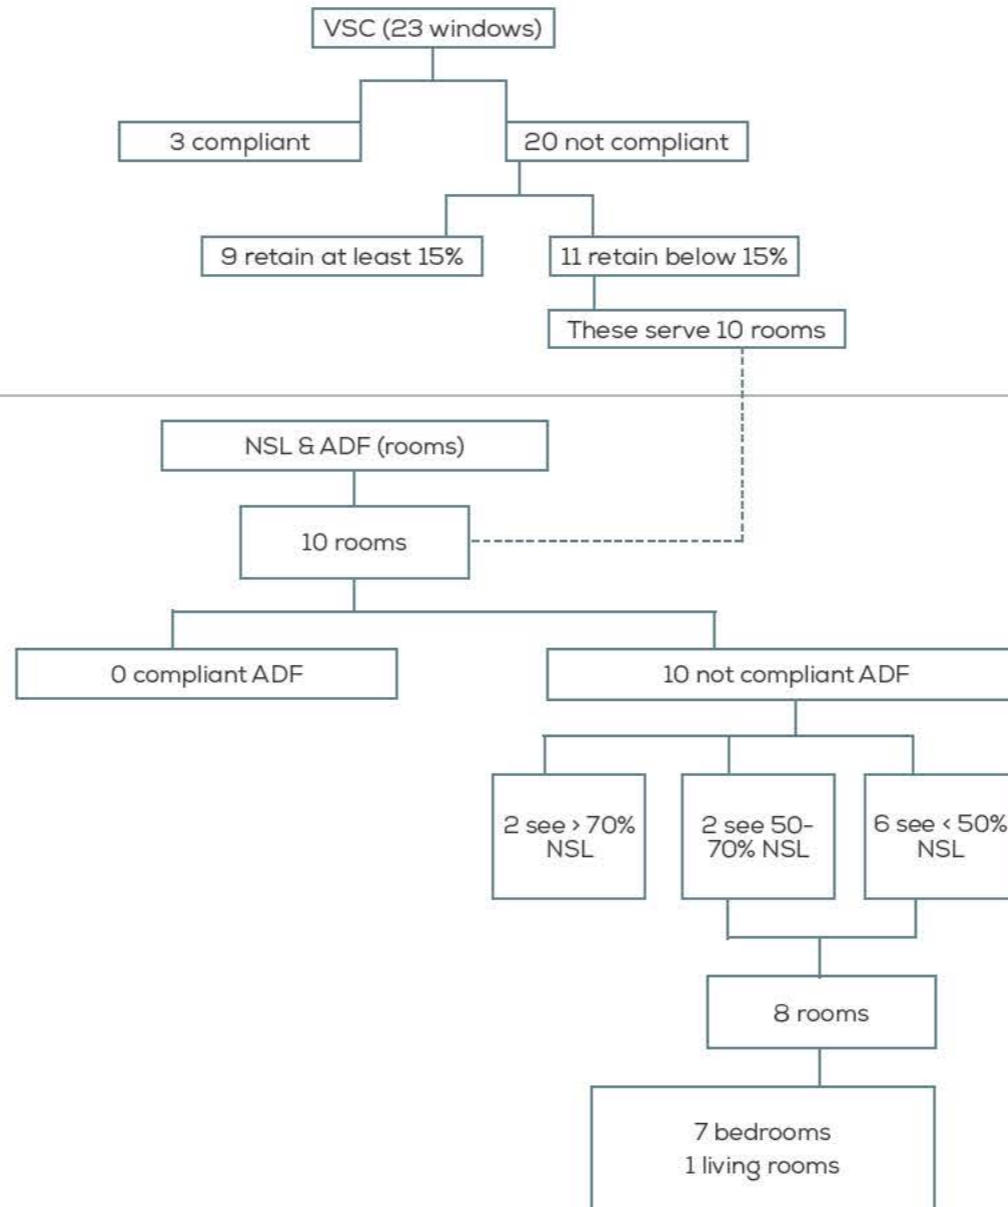 VSC (23 windows)
3 compliant
20 not compliant
9 retain at least 15%
11 retain below 15%
These serve 10 rooms
NSL & ADF (rooms)
10 rooms
0 compliant ADF
10 not compliant ADF
2 see > 70%
NSL
2 see 50-
70% NSL
6 see < 50%
NSL
8 rooms
7 bedrooms
1 living rooms